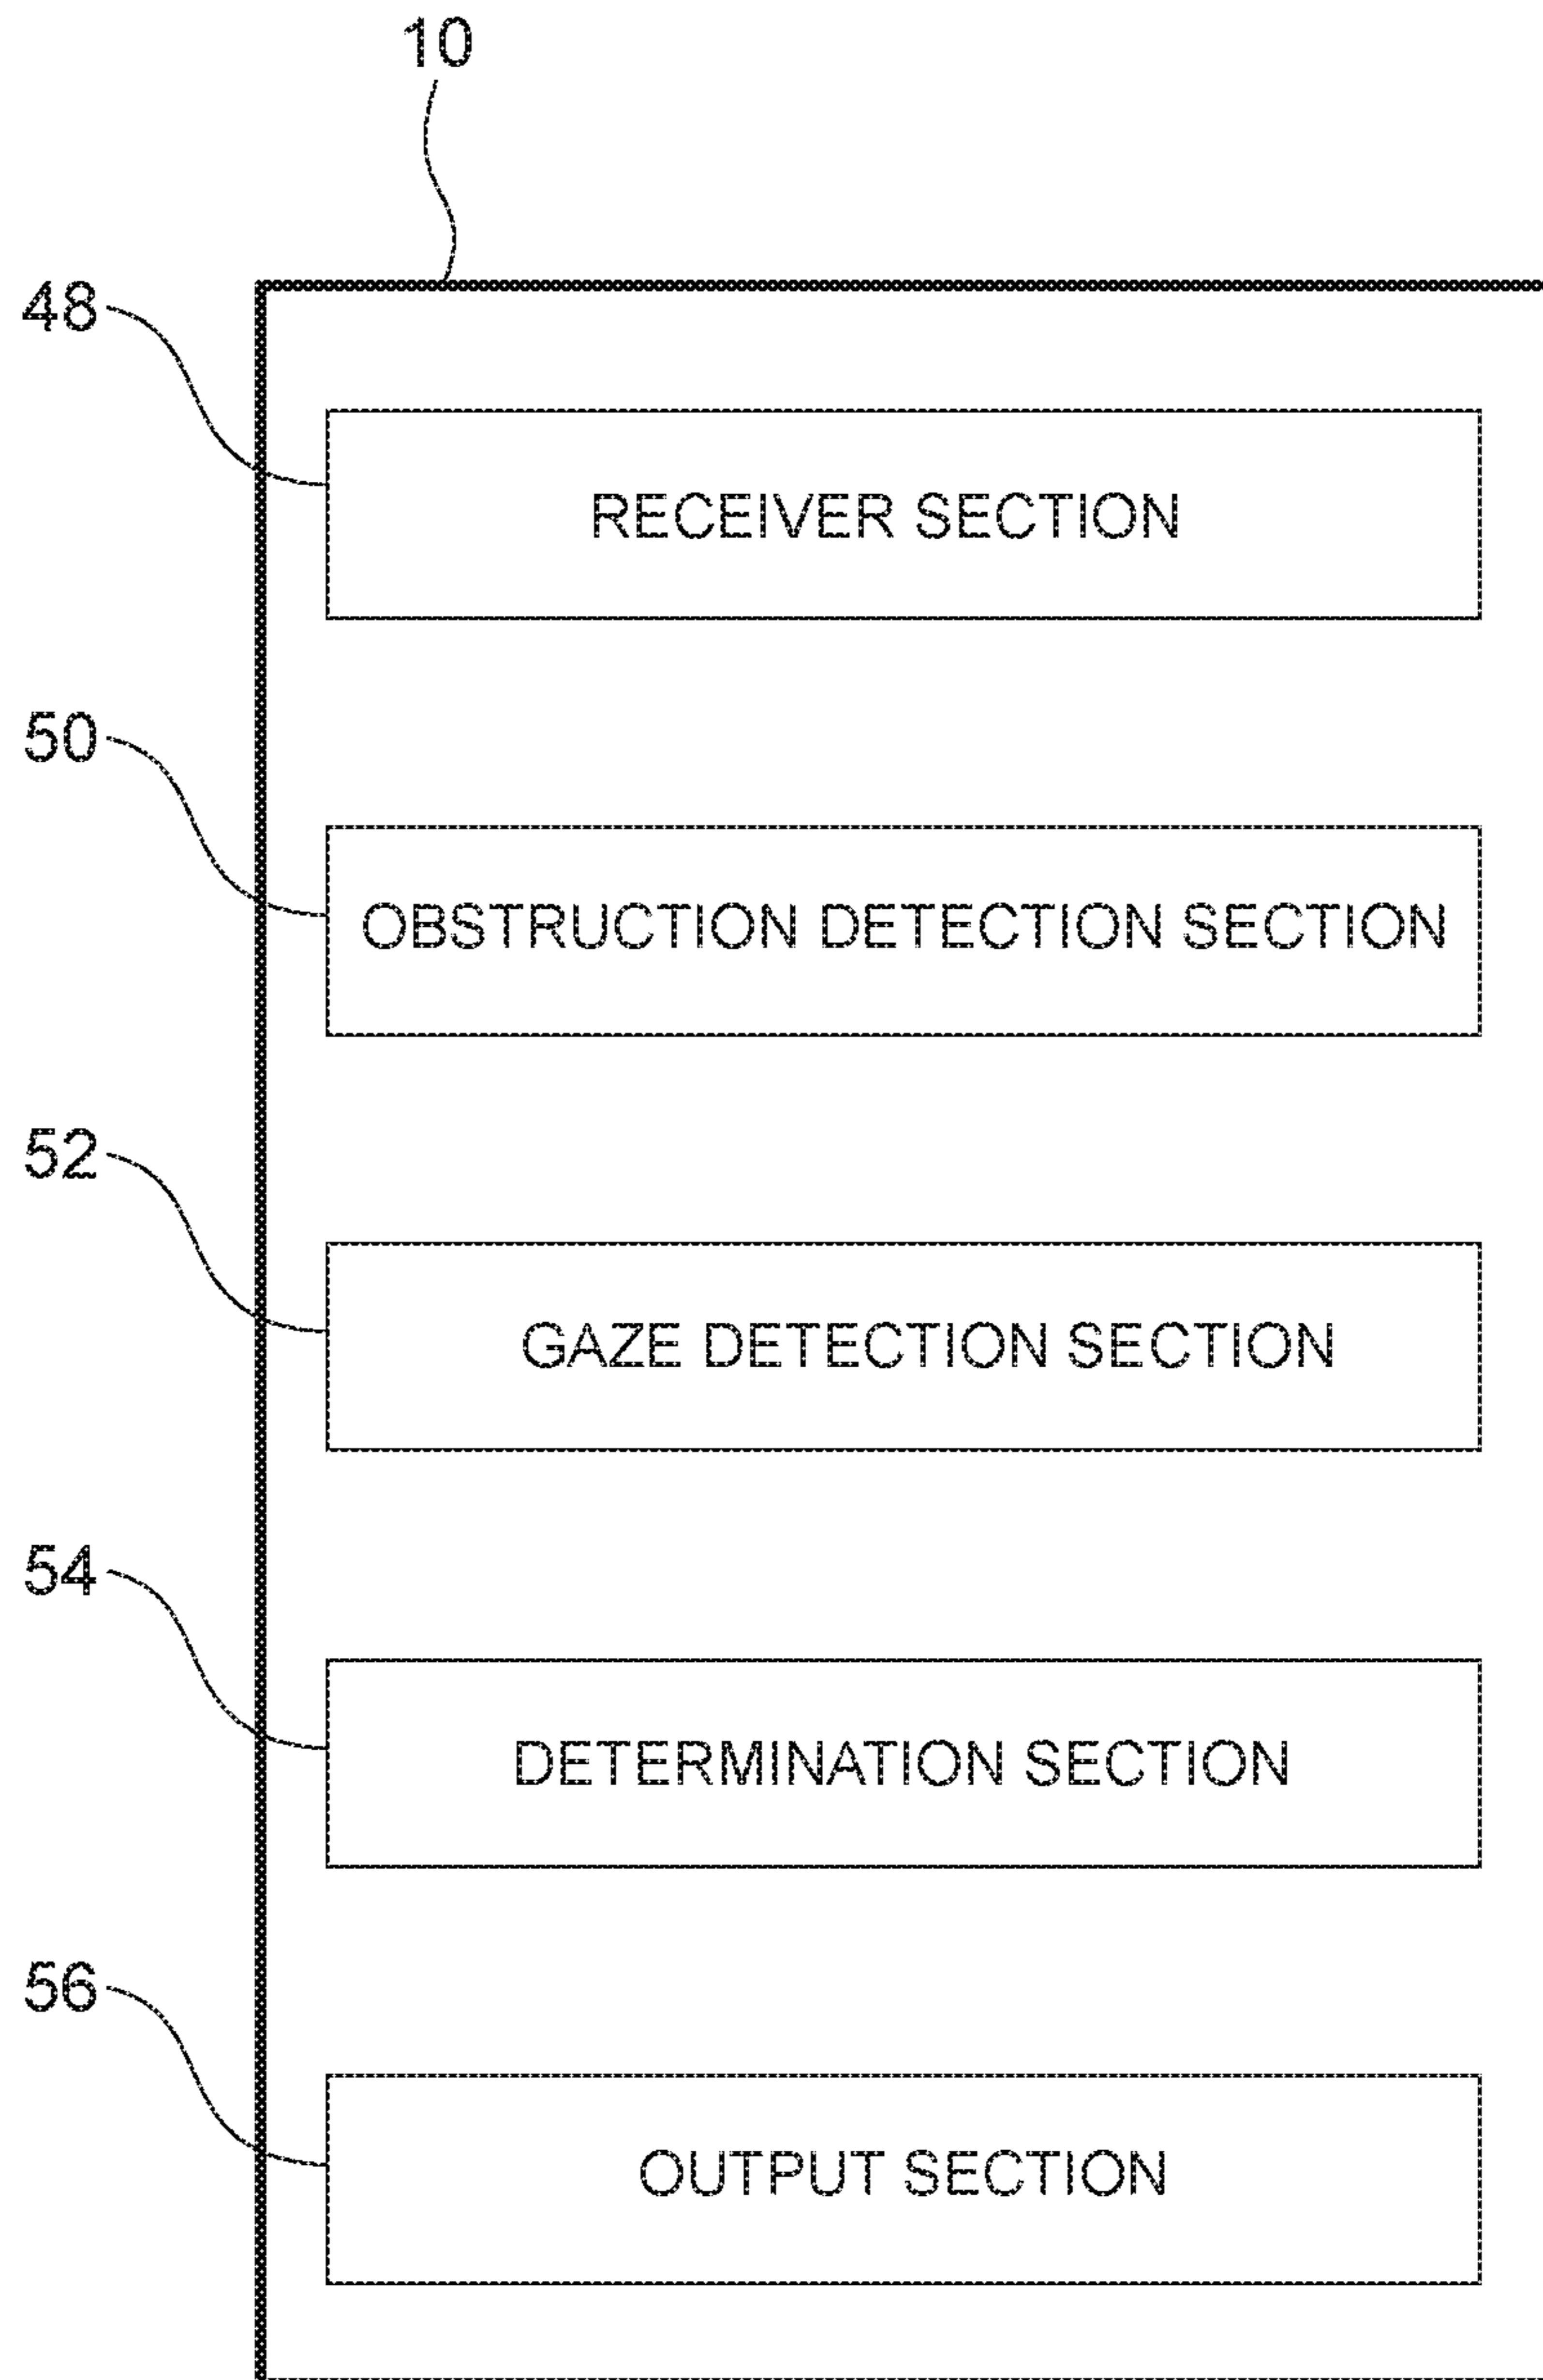 10
48
RECEIVER SECTION
50
OBSTRUCTION DETECTION SECTION
52
GAZE DETECTION SECTION
54
DETERMINATION SECTION
56
OUTPUT SECTION